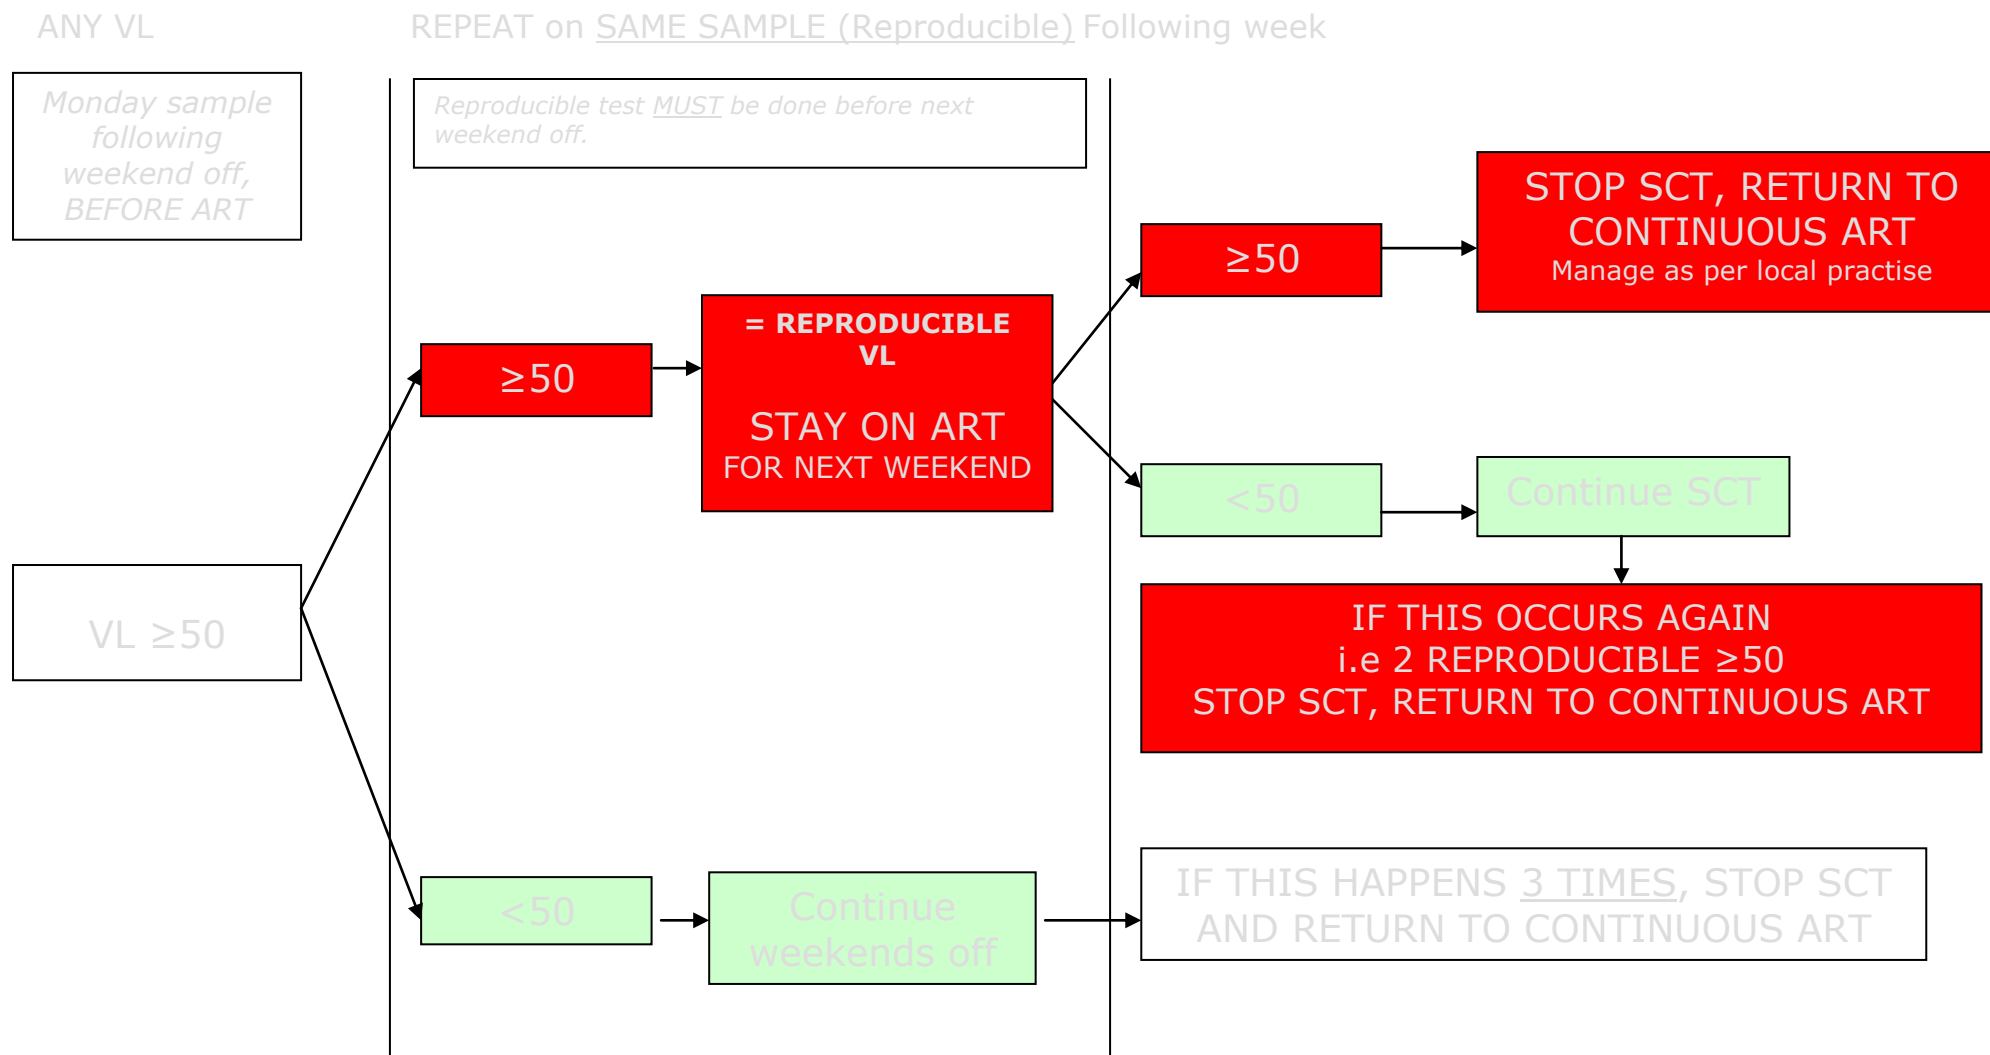 ANY VL
REPEAT on SAME SAMPLE (Reproducible) Following week
Monday sample
following
weekend off,
BEFORE ART
Reproducible test MUST be done before next
weekend off.
STOP SCT, RETURN TO
CONTINUOUS ART
Manage as per local practise
≥50
= REPRODUCIBLE
VL
STAY ON ART
FOR NEXT WEEKEND
≥50
<50
Continue SCT
IF THIS OCCURS AGAIN
i.e 2 REPRODUCIBLE ≥50
STOP SCT, RETURN TO CONTINUOUS ART
VL ≥50
<50
Continue
weekends off
IF THIS HAPPENS 3 TIMES, STOP SCT
AND RETURN TO CONTINUOUS ART